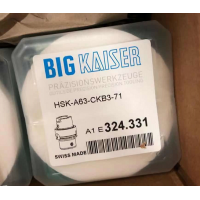 BIG KAISER
PRÄZISIONSWERKZEUGE
HSK-A63-CKB3-71
A1 E 324.331
SWISS MADE